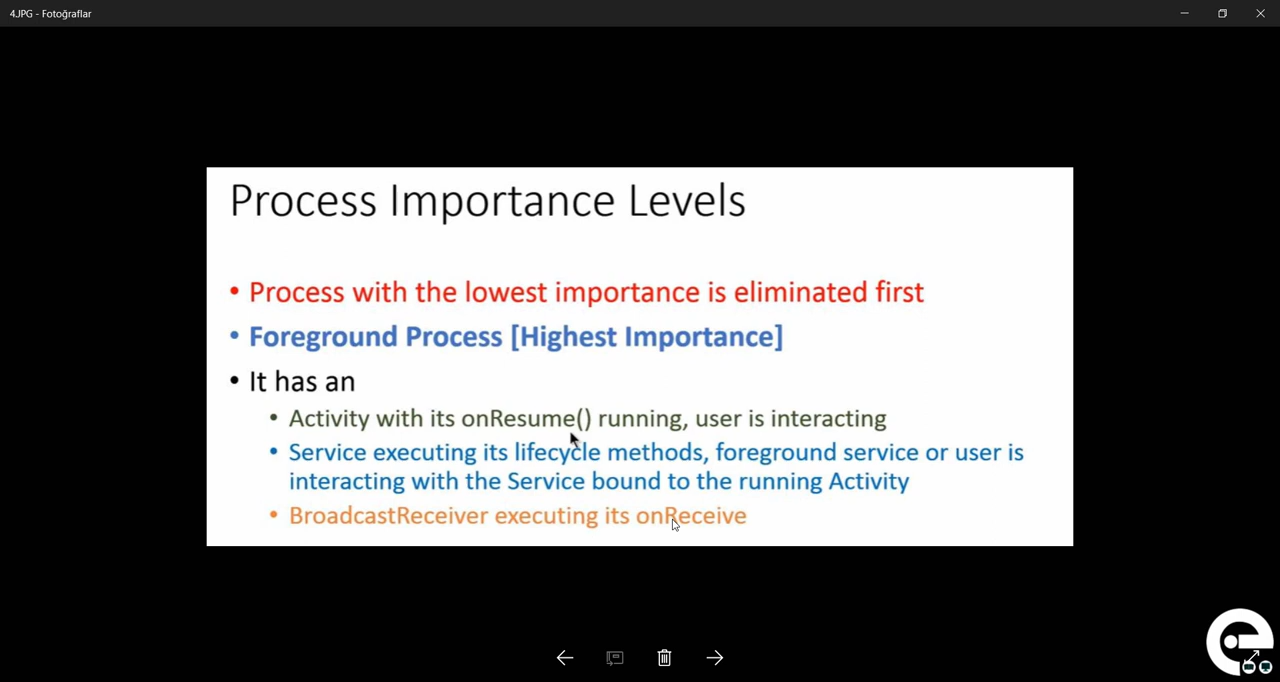 4.JPG - Fotoğraflar
Process Importance Levels
• Process with the lowest importance is eliminated first
• Foreground Process [Highest Importance]
• It has an
• Activity with its onResume() running, user is interacting
• Service executing its lifecycle methods, foreground service or user is
interacting with the Service bound to the running Activity
• BroadcastReceiver executing its onReceive